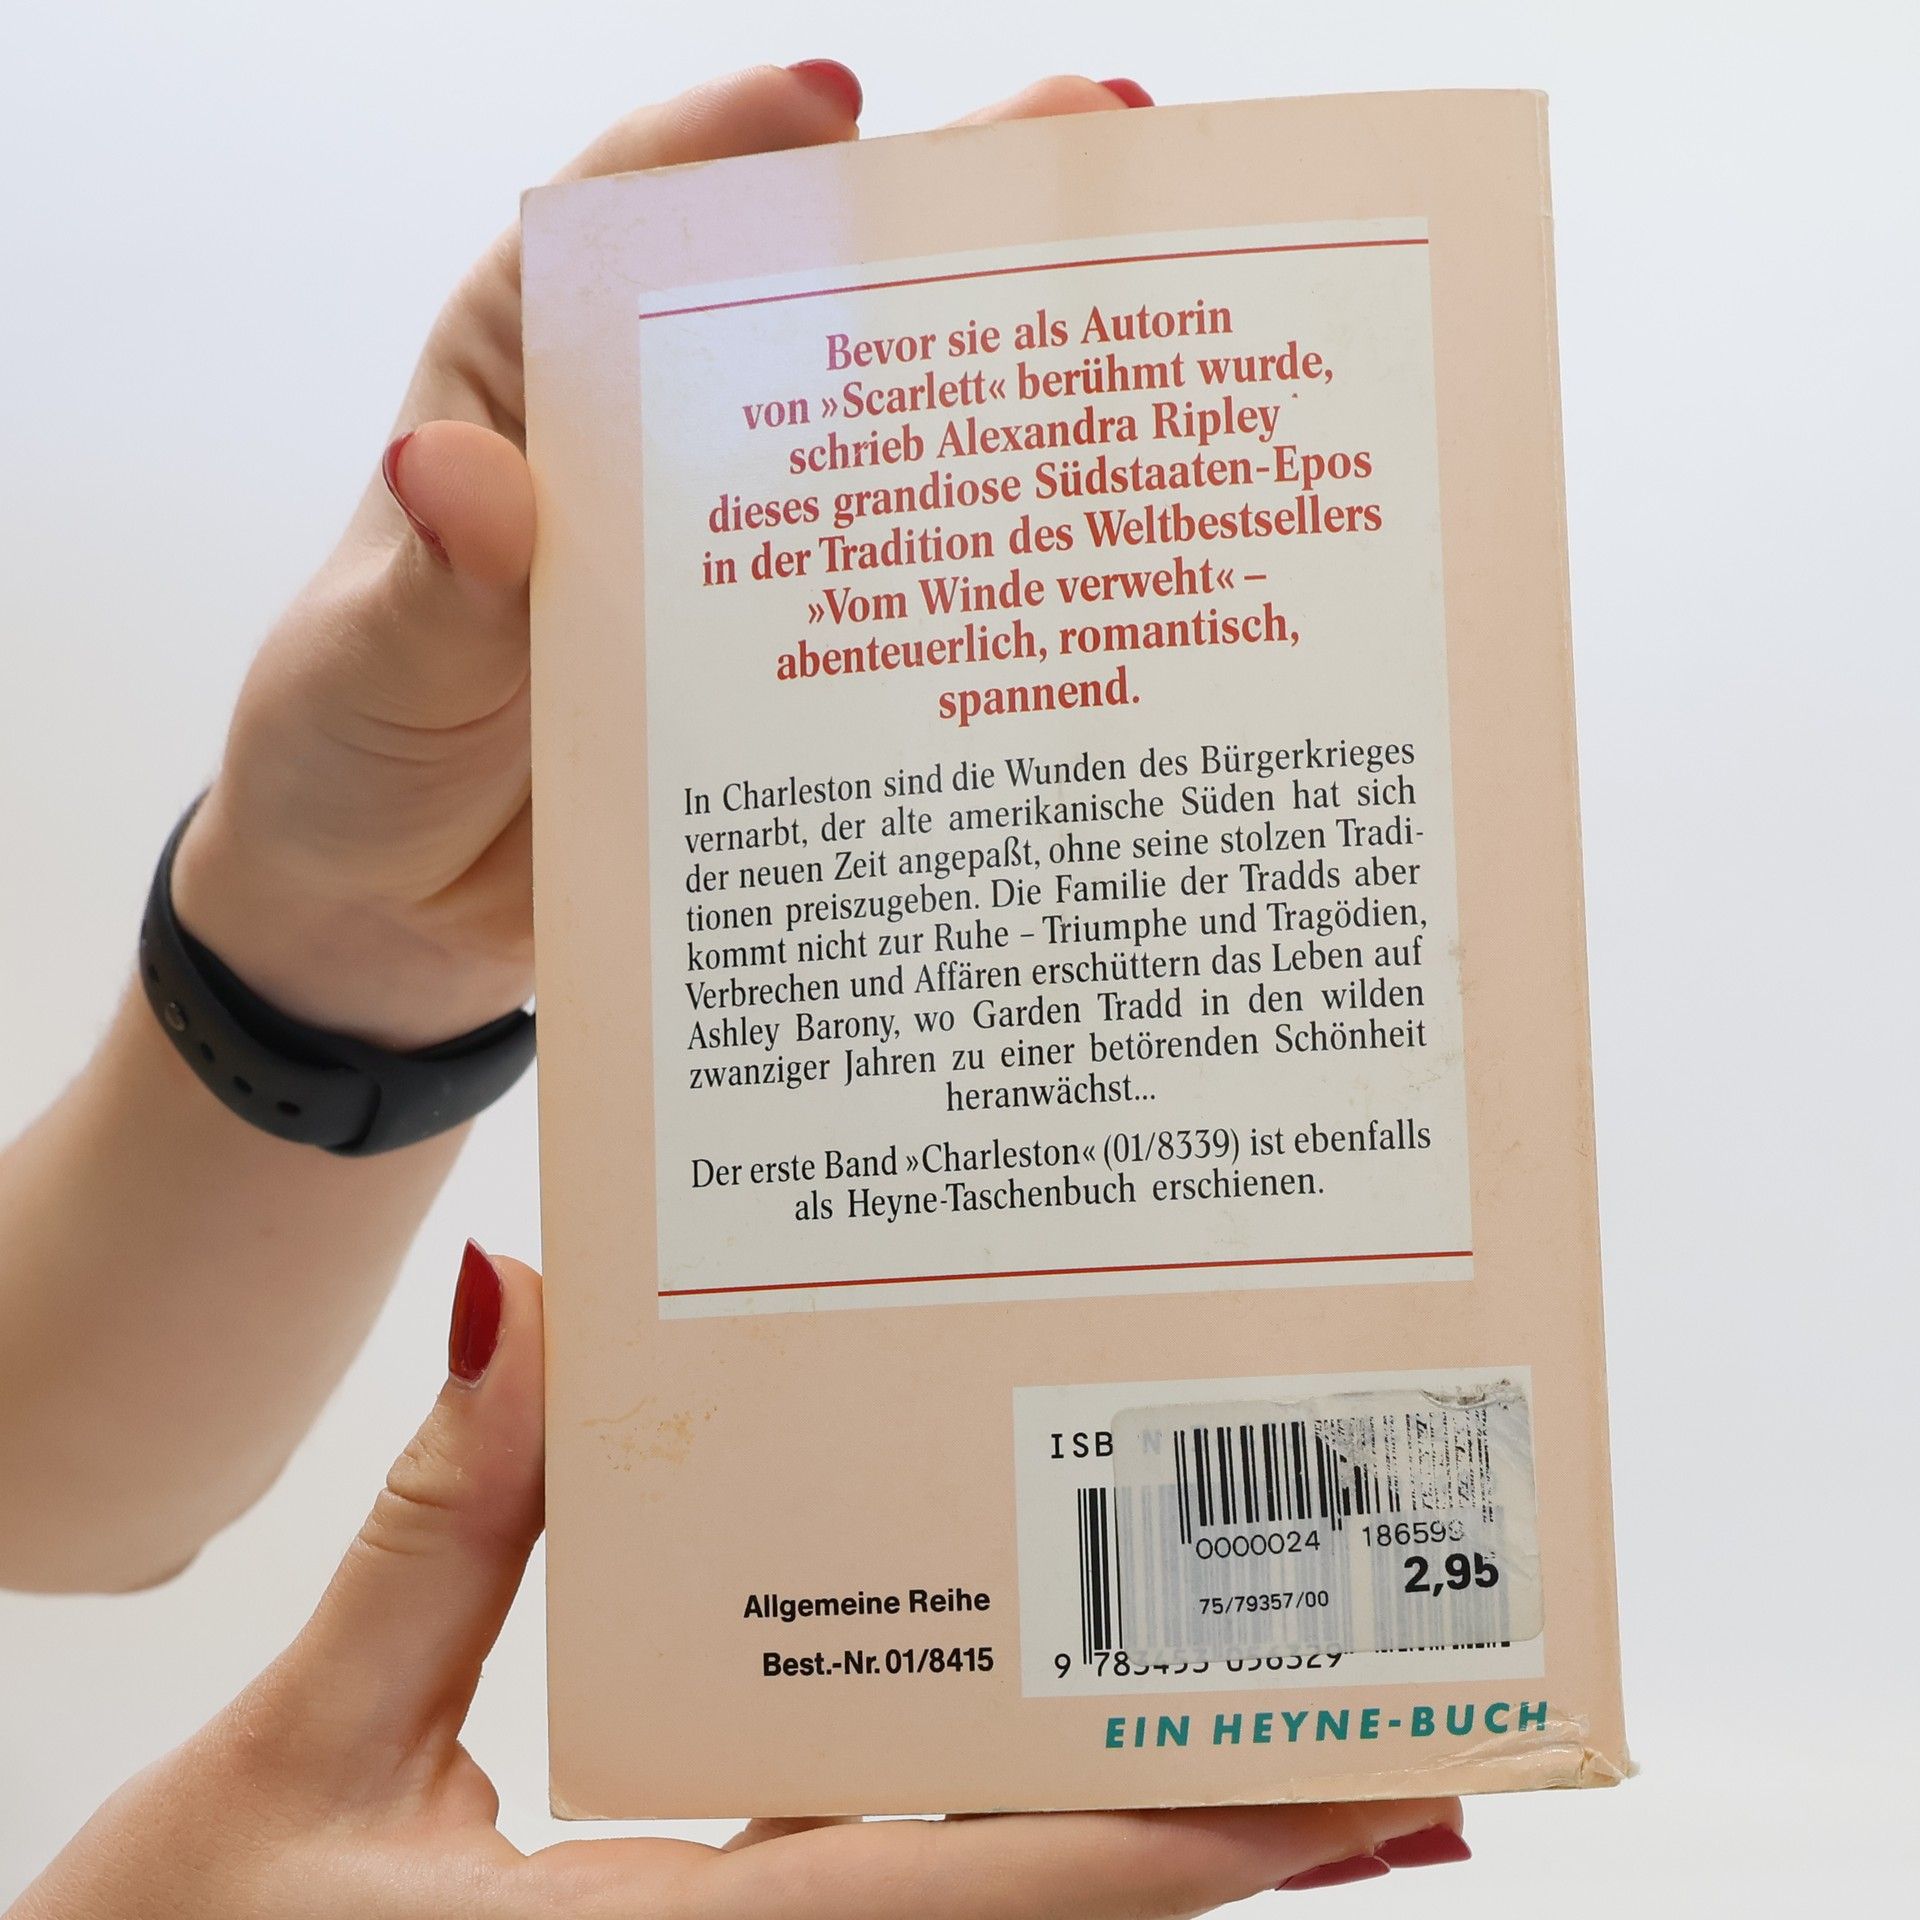 Bevor sie als Autorin
von »Scarlett« berühmt wurde,
schrieb Alexandra Ripley
dieses grandiose Südstaaten-Epos
in der Tradition des Weltbestsellers
»Vom Winde verweht« –
abenteuerlich, romantisch,
spannend.
In Charleston sind die Wunden des Bürgerkrieges
vernarbt, der alte amerikanische Süden hat sich
der neuen Zeit angepaßt, ohne seine stolzen Tradi-
tionen preiszugeben. Die Familie der Tradds aber
kommt nicht zur Ruhe – Triumphe und Tragödien,
Verbrechen und Affären erschüttern das Leben auf
Ashley Barony, wo Garden Tradd in den wilden
zwanziger Jahren zu einer betörenden Schönheit
heranwächst...
Der erste Band »Charleston« (01/8339) ist ebenfalls
als Heyne-Taschenbuch erschienen.
ISBN
0000024 186599
2,95
75/79357/00
9 783453 056329
Allgemeine Reihe
Best.-Nr. 01/8415
EIN HEYNE-BUCH